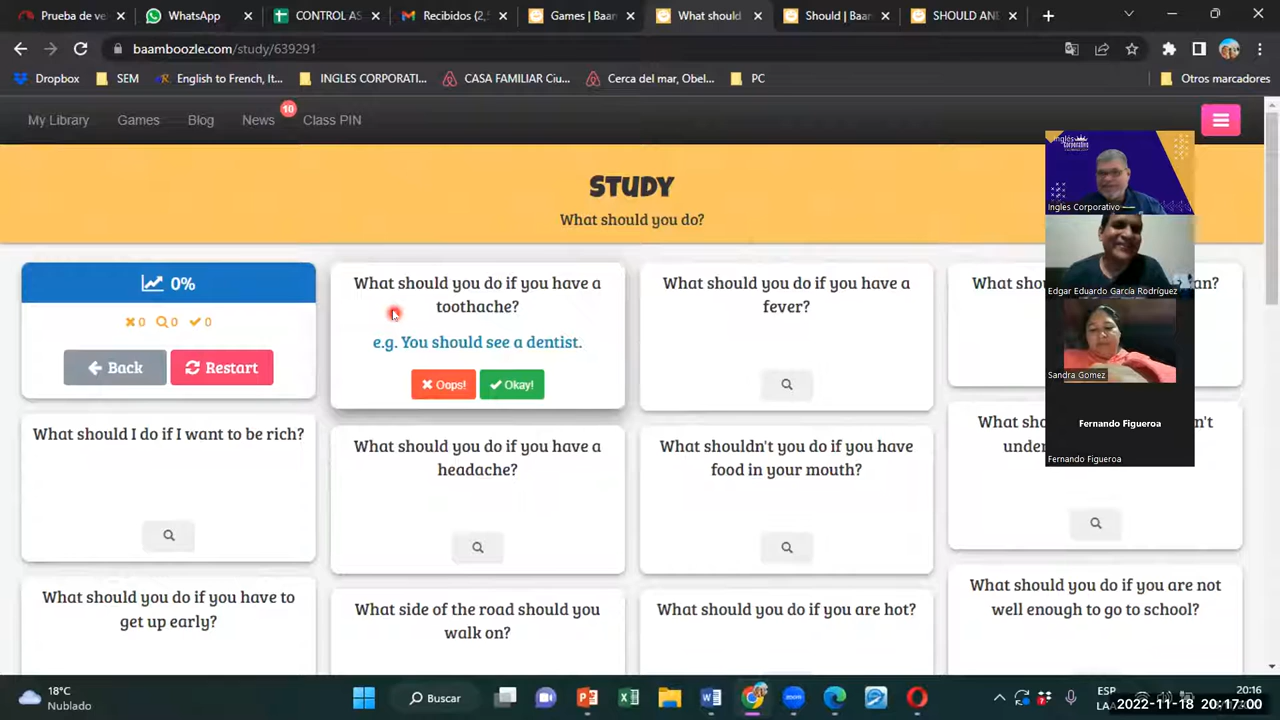 Prueba de ve
WhatsApp
CONTROL AS
Recibidos (2,
Games | Baam
What should
Should | Baam
SHOULD AND
baamboozle.com/study/639291
Dropbox
SEM
English to French, It...
INGLES CORPORATI...
CASA FAMILIAR Ciu...
Cerca del mar, Obel...
PC
Otros marcadores
My Library
Games
Blog
News
10
Class PIN
STUDY
What should you do?
0%
0
0
0
Back
Restart
What should you do if you have a
toothache?
e.g. You should see a dentist.
Oops!
Okay!
What should you do if you have a
fever?
What shou
an?
What should I do if I want to be rich?
What should you do if you have a
headache?
What shouldn't you do if you have
food in your mouth?
What sho
n't
under
What should you do if you have to
get up early?
What side of the road should you
walk on?
What should you do if you are hot?
What should you do if you are not
well enough to go to school?
Inglés
Corporativo
Ingles Corporativo
Edgar Eduardo García Rodríguez
Sandra Gomez
Fernando Figueroa
Fernando Figueroa
18°C
Nublado
Buscar
ESP
LAA
20:16
2022-11-18 20:17:00